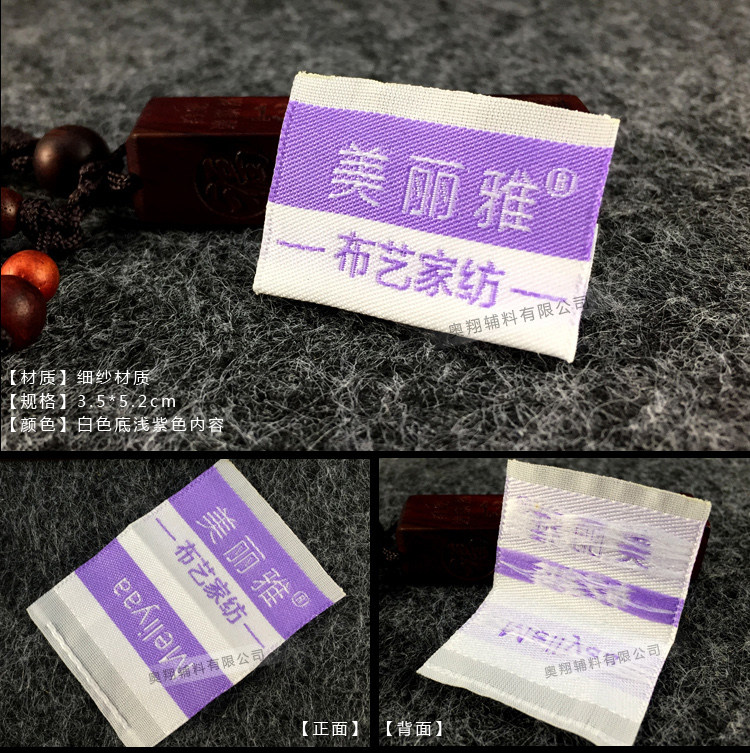 美丽雅®
— 布艺家纺 —
奥翔辅料有限公司
【材质】细纱材质
【规格】3.5*5.2cm
【颜色】白色底浅紫色内容
美丽雅®
— 布艺家纺 —
Meliyaa
奥翔辅料有限公司
【正面】
奥翔辅料有限公司
【背面】